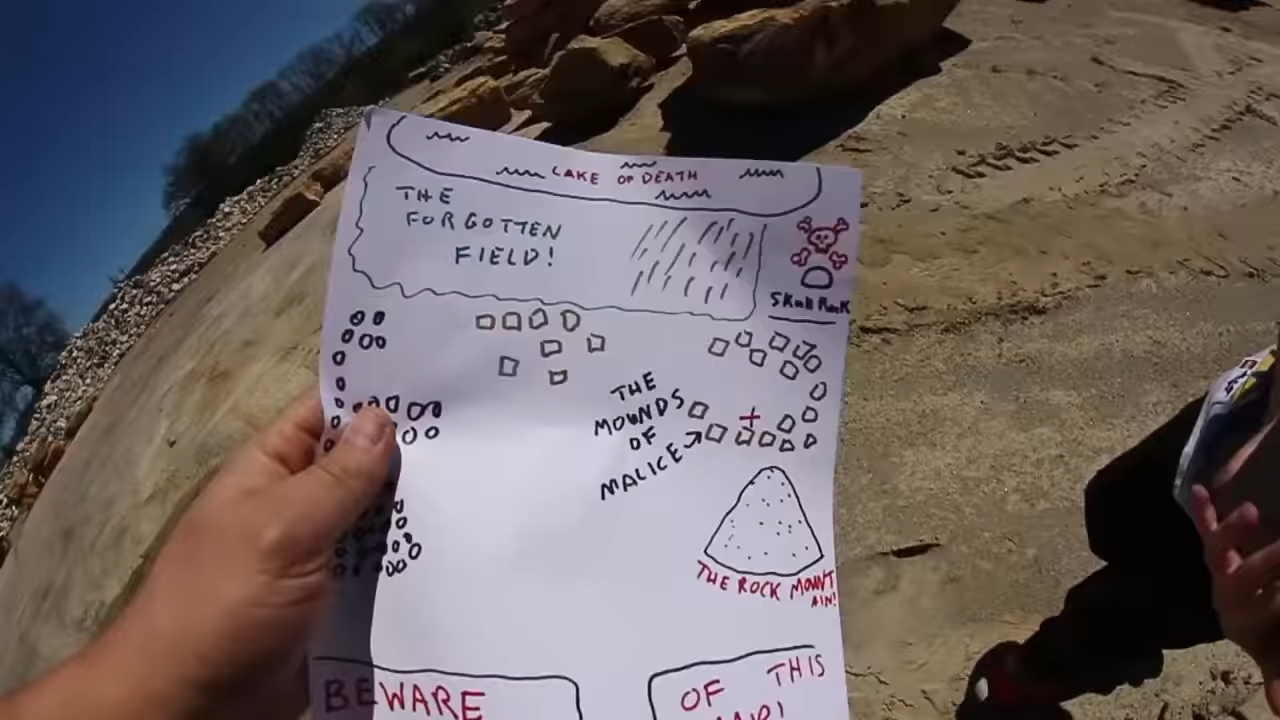 LAKE OF DEATH
THE
FORGOTTEN
FIELD!
Skull Rock
THE
MOUNDS
OF
MALICE
THE ROCK MOUNT
AIN!
BEWARE
OF THIS